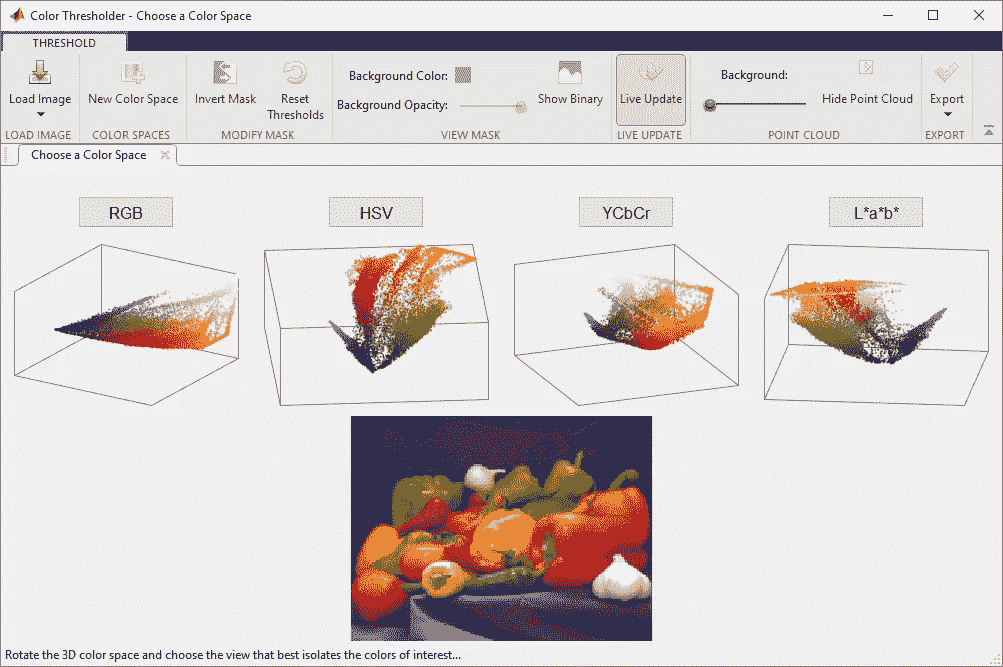 Color Thresholder - Choose a Color Space
THRESHOLD
Load Image
New Color Space
Invert Mask
Reset
Thresholds
Background Color:
Background Opacity:
Show Binary
Live Update
Background:
Hide Point Cloud
Export
LOAD IMAGE
COLOR SPACES
MODIFY MASK
VIEW MASK
LIVE UPDATE
POINT CLOUD
EXPORT
Choose a Color Space
RGB
HSV
YCbCr
L*a*b*
Rotate the 3D color space and choose the view that best isolates the colors of interest...